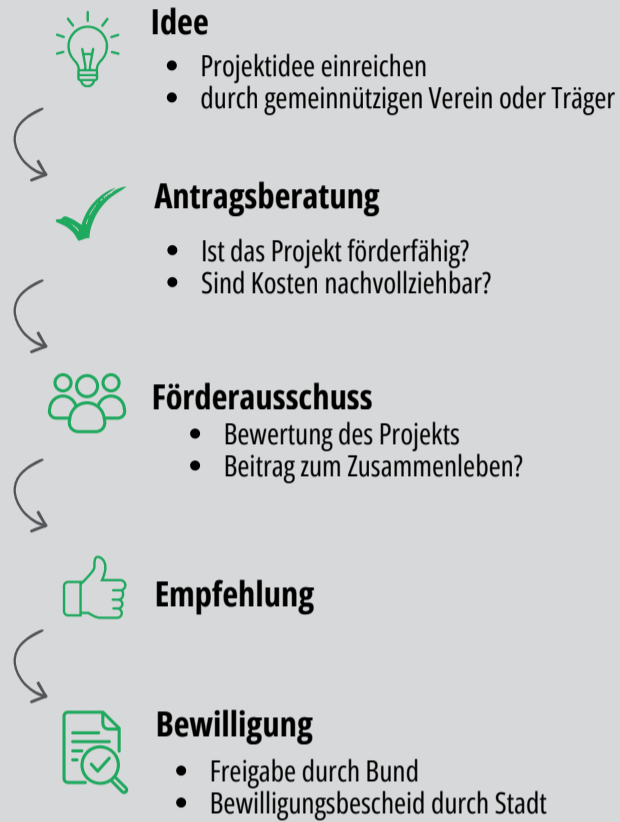 Idee
• Projektidee einreichen
• durch gemeinnützigen Verein oder Träger
Antragsberatung
• Ist das Projekt förderfähig?
• Sind Kosten nachvollziehbar?
Förderausschuss
• Bewertung des Projekts
• Beitrag zum Zusammenleben?
Empfehlung
Bewilligung
• Freigabe durch Bund
• Bewilligungsbescheid durch Stadt